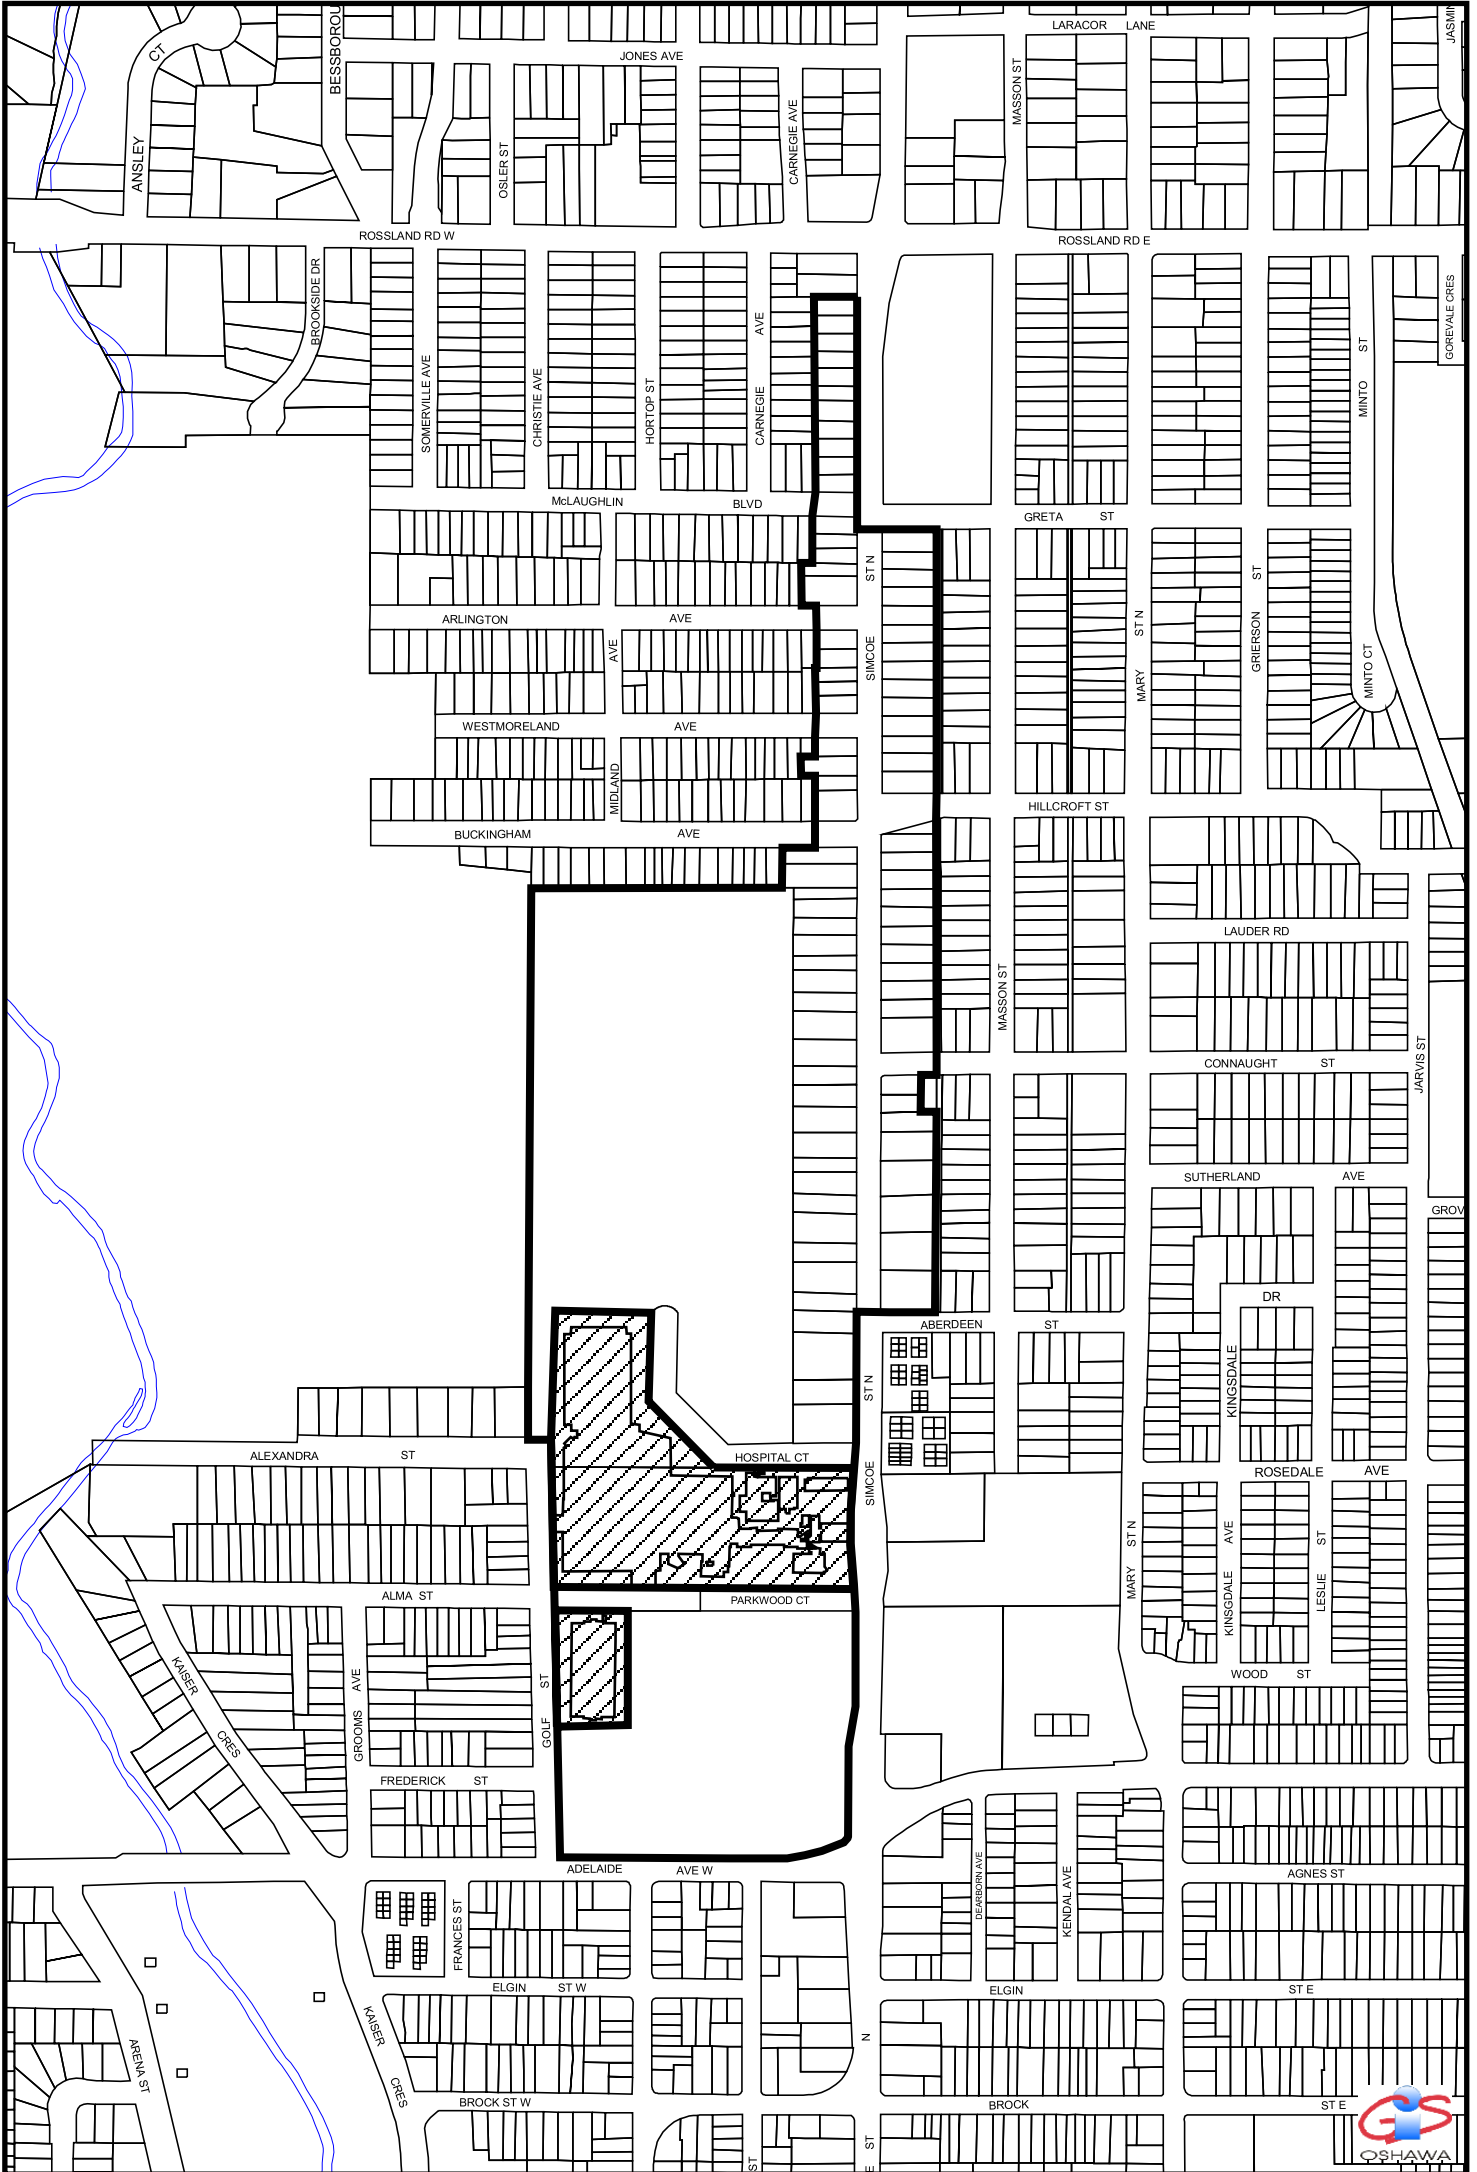 LARACOR LANE
JASMIN
BESSBOROU
CT
JONES AVE
MASSON ST
CARNEGIE AVE
ANSLEY
OSLER ST
ROSSLAND RD W
ROSSLAND RD E
BROOKSIDE DR
GOREVALE CRES
AVE
ST
SOMERVILLE AVE
CHRISTIE AVE
HORTOP ST
CARNEGIE
MINTO
McLAUGHLIN BLVD
GRETA ST
ST N
ST
ARLINGTON AVE
ST N
AVE
SIMCOE
GRIERSON
MARY
MINTO CT
WESTMORELAND AVE
MIDLAND
HILLCROFT ST
BUCKINGHAM AVE
LAUDER RD
MASSON ST
CONNAUGHT ST
JARVIS ST
SUTHERLAND AVE
GROV
DR
ABERDEEN ST
KINGSDALE
ST N
ALEXANDRA ST
HOSPITAL CT
ROSEDALE AVE
SIMCOE
ST N
AVE
ST
ALMA ST
PARKWOOD CT
MARY
KINSGDALE
LESLIE
KAISER
AVE
ST
WOOD ST
CRES
GROOMS
GOLF
FREDERICK ST
ADELAIDE AVE W
AGNES ST
DEARBORN AVE
KENDAL AVE
FRANCES ST
ELGIN ST W
ELGIN ST E
KAISER
N
ARENA ST
CRES
BROCK ST W
BROCK ST E
GiS
OSHAWA
ST
ST
E